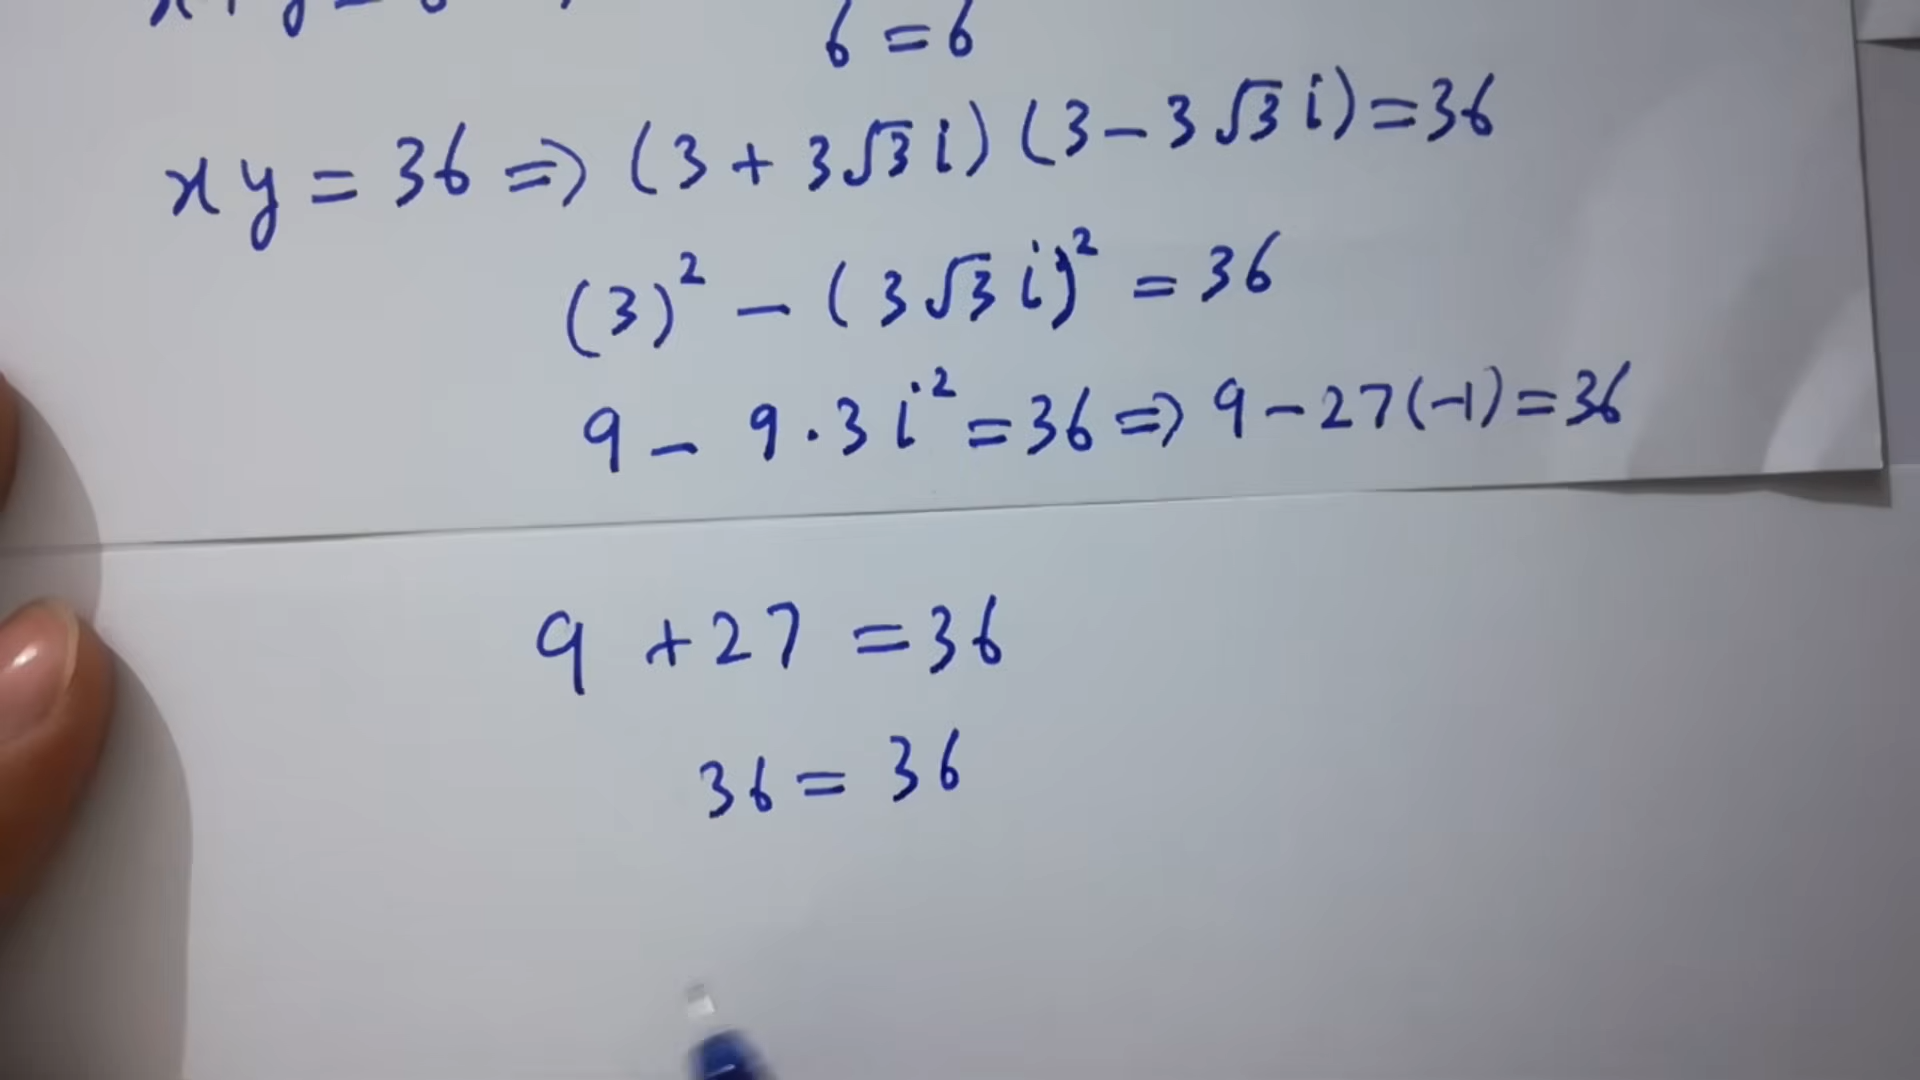 6 = 6
xy = 36 ⇒ (3 + 3√3 i) (3 – 3√3 i) = 36
(3)² – (3√3 i)² = 36
9 – 9·3 i² = 36 ⇒ 9 – 27(–1) = 36
9 + 27 = 36
36 = 36